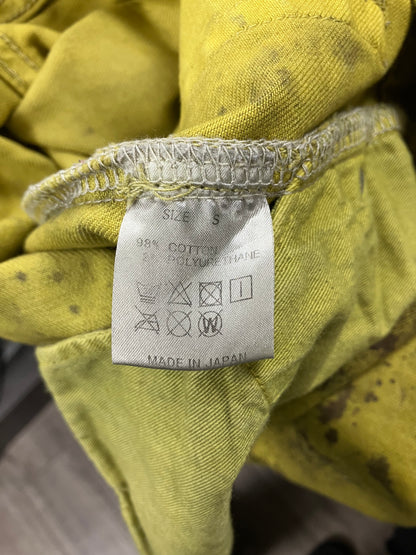 SIZE S
98% COTTON
2% POLYURETHANE
W
MADE IN JAPAN